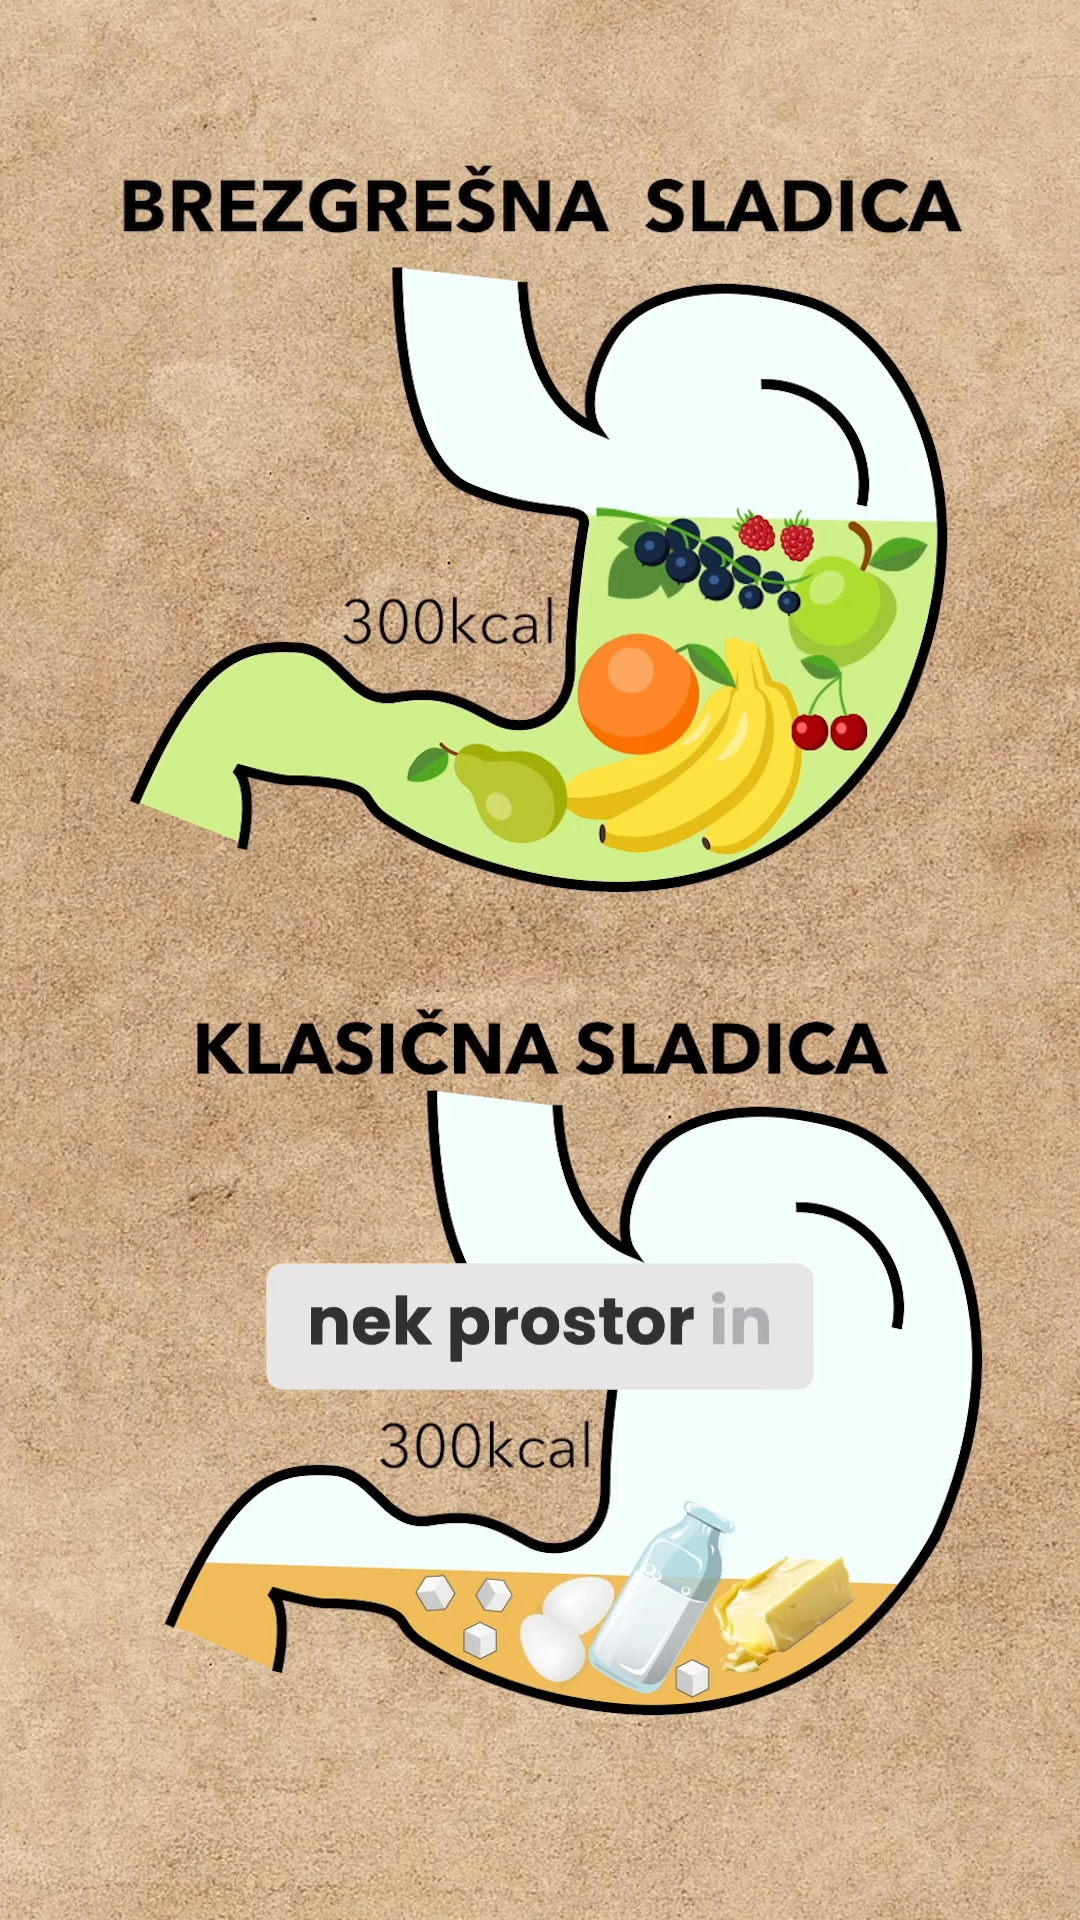 BREZGREŠNA SLADICA
300kcal
KLASIČNA SLADICA
nek prostor in
300kcal